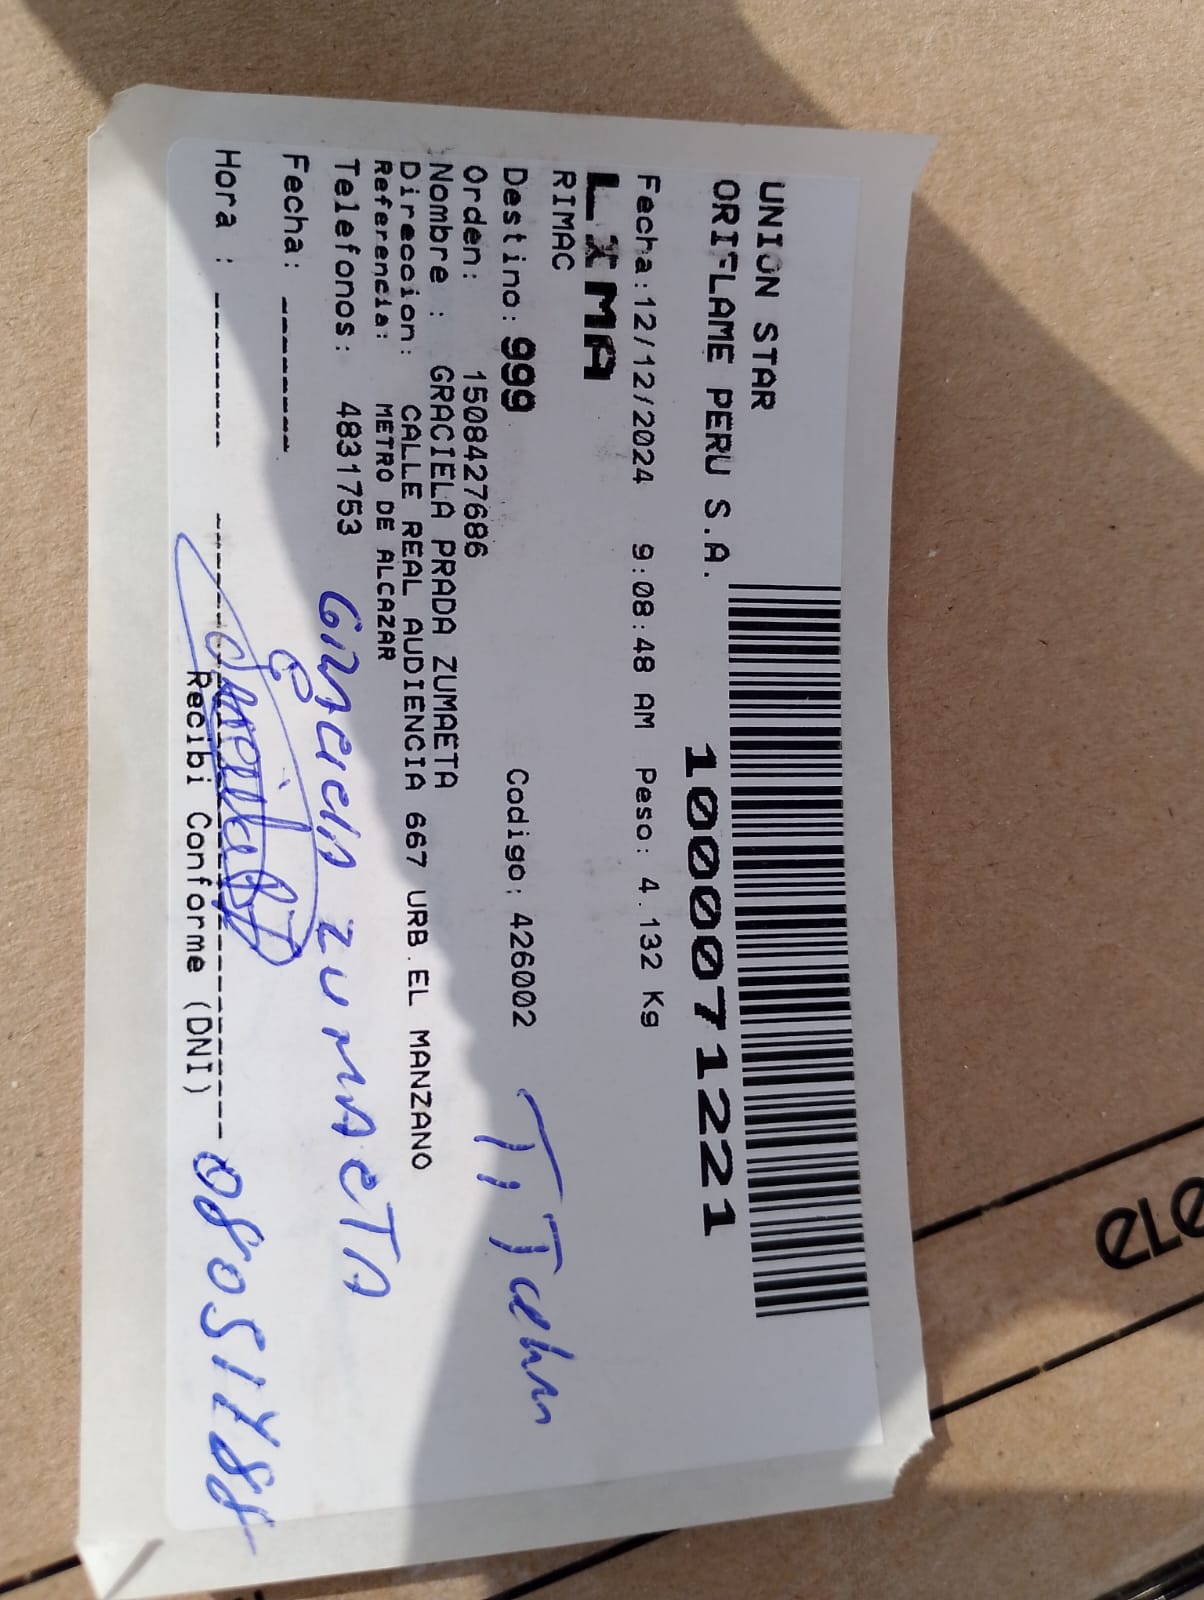 UNION STAR
ORIFLAME PERU S.A.
1000071221
Fecha:12/12/2024 9:08:48 AM Peso: 4.132 Kg
LIMA
RIMAC
Destino: 999 Codigo: 426002
Orden: 1508427686
Nombre : GRACIELA PRADA ZUMAETA
Direccion: CALLE REAL AUDIENCIA 667 URB.EL MANZANO
Referencia: METRO DE ALCAZAR
Telefonos: 4831753
Graciela Zumaeta
Fecha: ------
Hora : -------
Recibi Conforme (DNI)
ele